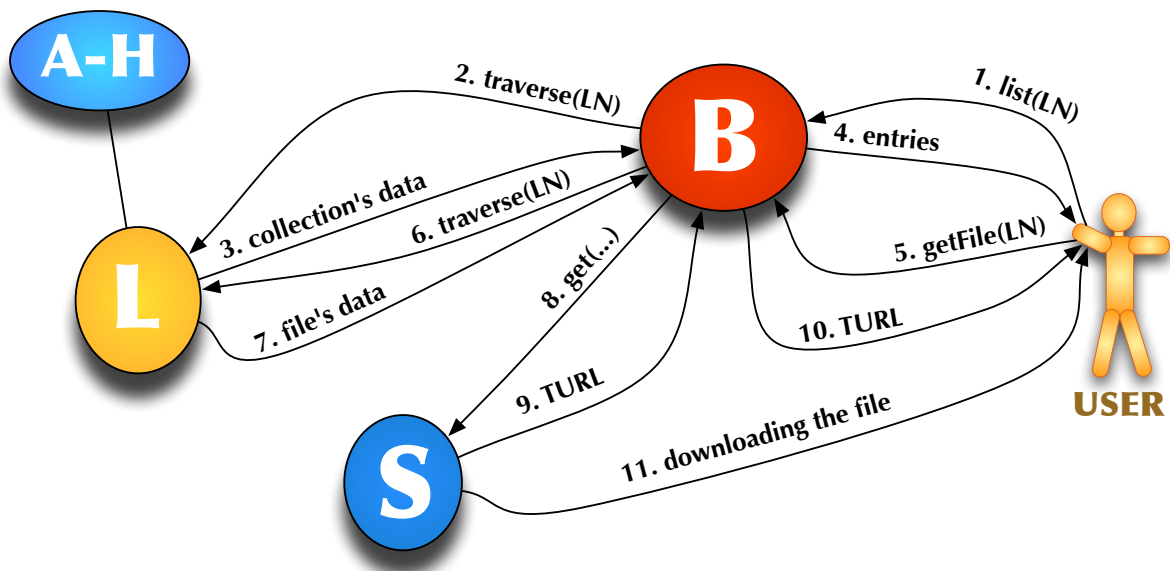 A-H
B
L
S
USER
1. list(LN)
2. traverse(LN)
3. collection's data
4. entries
5. getFile(LN)
6. traverse(LN)
7. file's data
8. get(...)
9. TURL
10. TURL
11. downloading the file